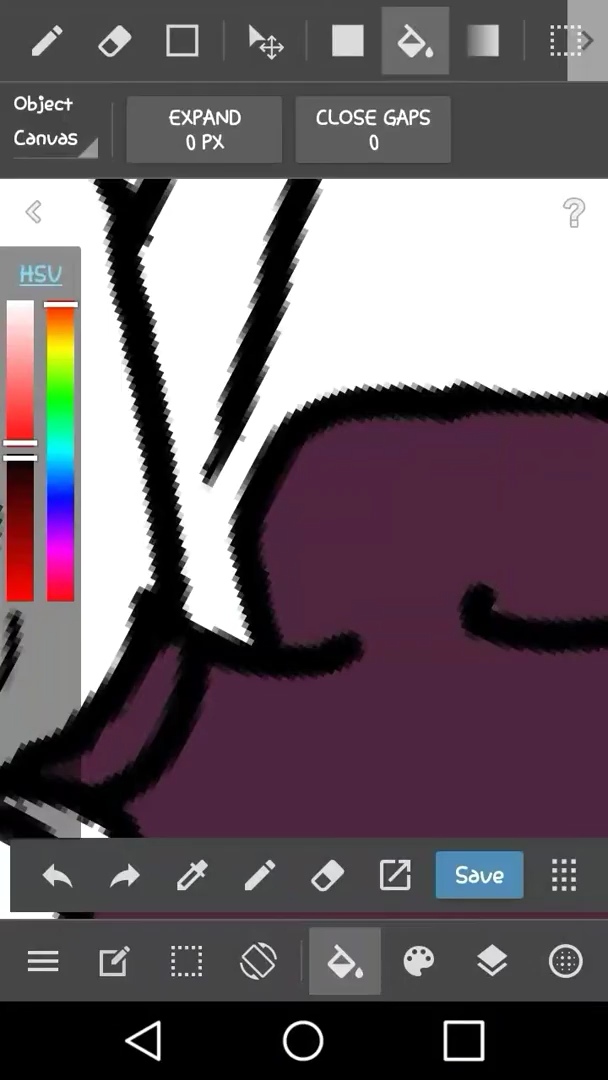 Object
Canvas
EXPAND
0 PX
CLOSE GAPS
0
?
HSV
Save